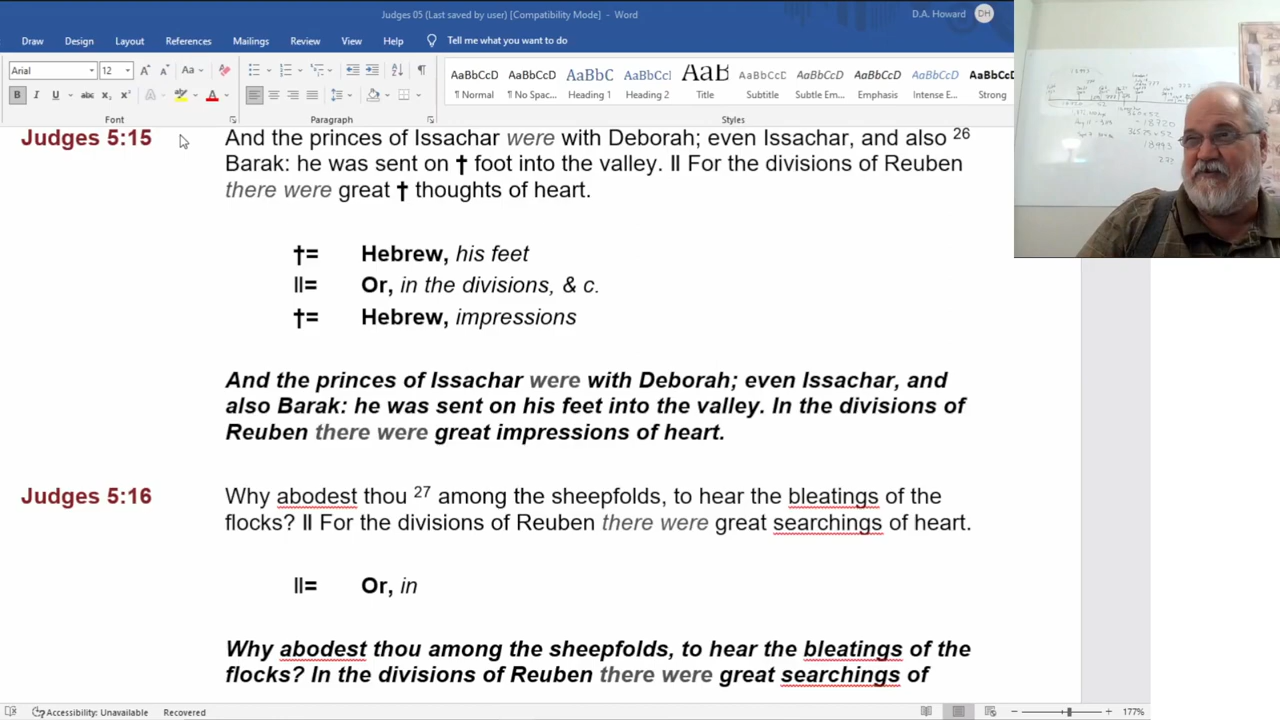 Judges 05 (Last saved by user) [Compatibility Mode] - Word
D.A. Howard DH
Draw Design Layout References Mailings Review View Help Tell me what you want to do
Arial 12 Aa
AaBbCcD AaBbCcD AaBbC AaBbCc AaB AaBbCcD AaBbCcD AaBbCcD AaBbCcD AaBbCcD
B I U abc x₂ x² A A
¶ Normal ¶ No Spac... Heading 1 Heading 2 Title Subtitle Subtle Em... Emphasis Intense E... Strong
Font Paragraph Styles
Judges 5:15 And the princes of Issachar were with Deborah; even Issachar, and also 26
Barak: he was sent on † foot into the valley. ‖ For the divisions of Reuben
there were great † thoughts of heart.
†= Hebrew, his feet
‖= Or, in the divisions, & c.
†= Hebrew, impressions
And the princes of Issachar were with Deborah; even Issachar, and
also Barak: he was sent on his feet into the valley. In the divisions of
Reuben there were great impressions of heart.
Judges 5:16 Why abodest thou 27 among the sheepfolds, to hear the bleatings of the
flocks? ‖ For the divisions of Reuben there were great searchings of heart.
‖= Or, in
Why abodest thou among the sheepfolds, to hear the bleatings of the
flocks? In the divisions of Reuben there were great searchings of
Accessibility: Unavailable Recovered 177%
18720